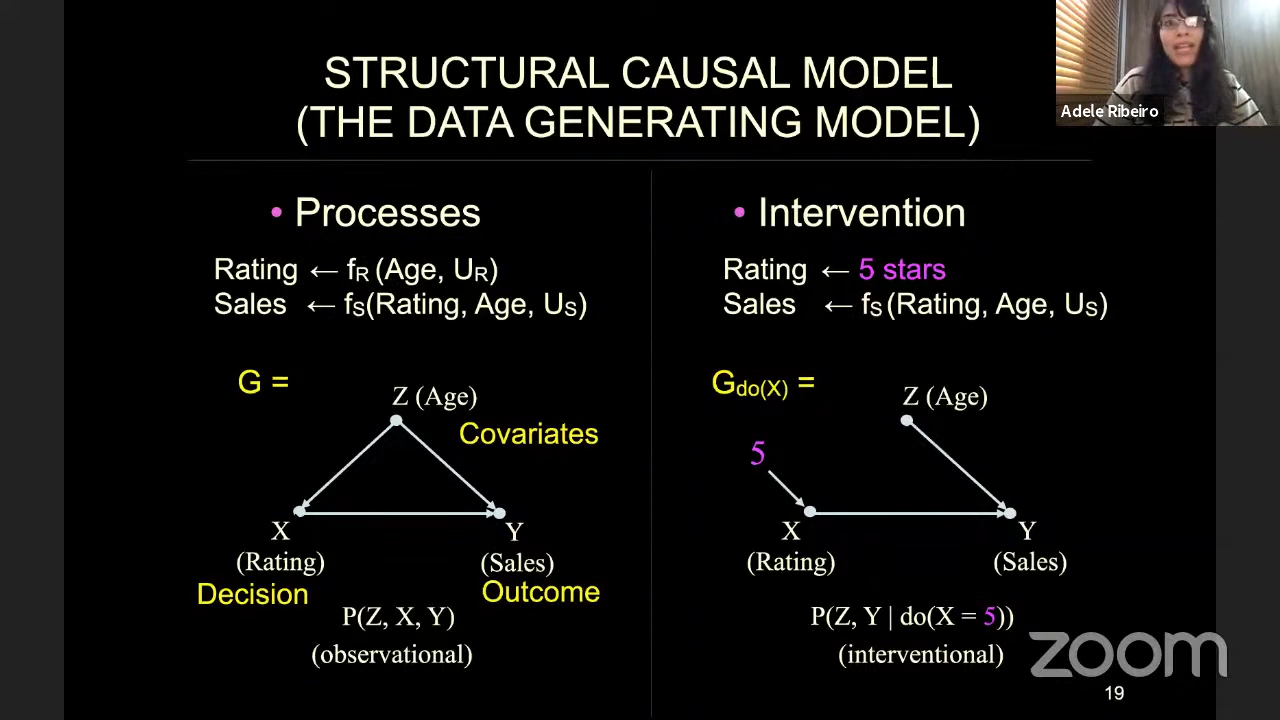 STRUCTURAL CAUSAL MODEL
(THE DATA GENERATING MODEL)
Adele Ribeiro
• Processes
Rating ← fR (Age, UR)
Sales ← fS(Rating, Age, US)
G =
Z (Age)
Covariates
X
(Rating)
Decision
Y
(Sales)
Outcome
P(Z, X, Y)
(observational)
• Intervention
Rating ← 5 stars
Sales ← fS (Rating, Age, US)
Gdo(X) =
Z (Age)
5
X
(Rating)
Y
(Sales)
P(Z, Y | do(X = 5))
(interventional)
zoom
19